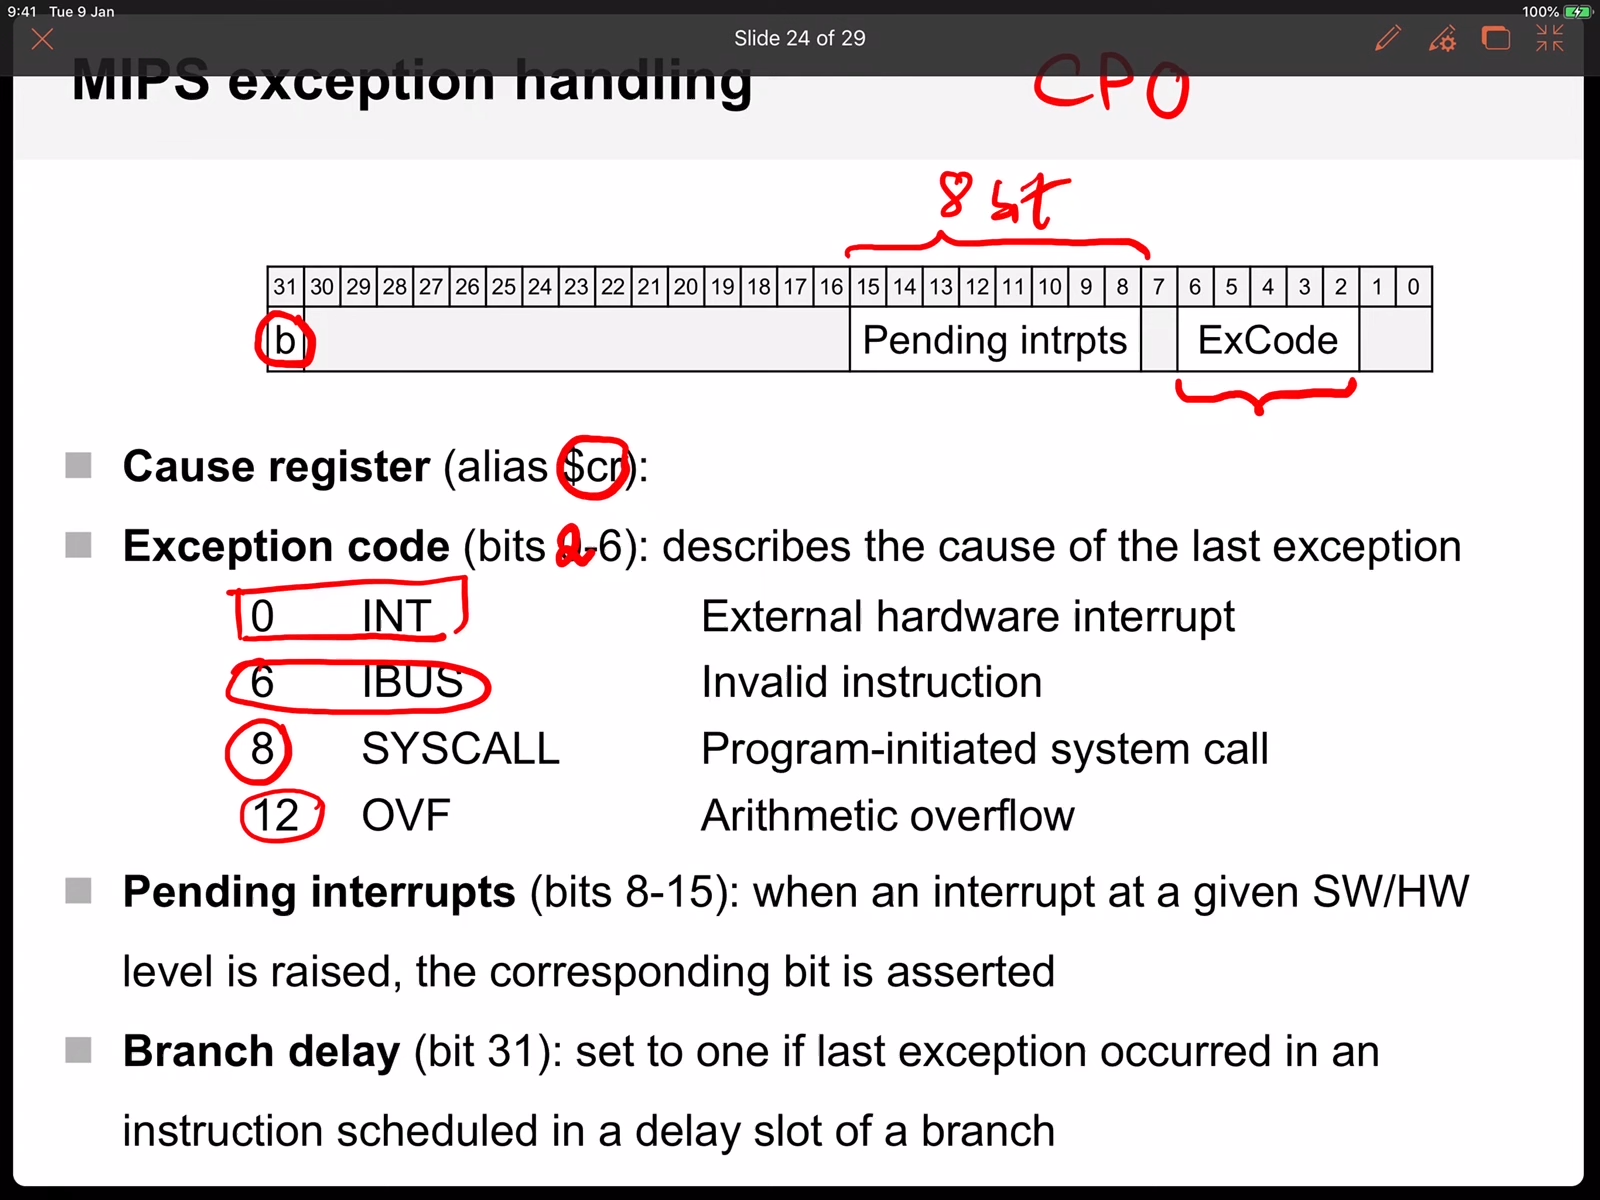 9:41 Tue 9 Jan 100%
Slide 24 of 29
MIPS exception handling CP0
8 bit
31 30 29 28 27 26 25 24 23 22 21 20 19 18 17 16 15 14 13 12 11 10 9 8 7 6 5 4 3 2 1 0
b Pending intrpts ExCode
Cause register (alias $cr):
Exception code (bits 2-6): describes the cause of the last exception
0 INT External hardware interrupt
6 IBUS Invalid instruction
8 SYSCALL Program-initiated system call
12 OVF Arithmetic overflow
Pending interrupts (bits 8-15): when an interrupt at a given SW/HW
level is raised, the corresponding bit is asserted
Branch delay (bit 31): set to one if last exception occurred in an
instruction scheduled in a delay slot of a branch